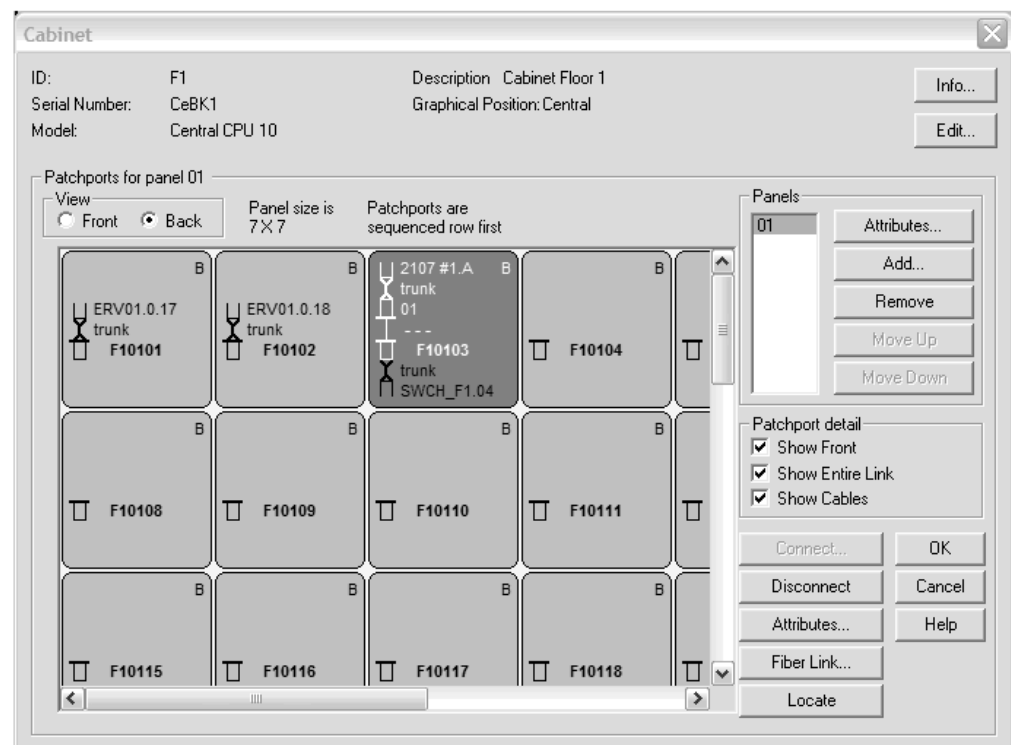 Cabinet
ID: F1 Description Cabinet Floor 1
Info...
Serial Number: CeBK1 Graphical Position: Central
Model: Central CPU 10
Edit...
Patchports for panel 01
View
Front Back
Panel size is
7 X 7
Patchports are
sequenced row first
B
ERV01.0.17
trunk
F10101
B
ERV01.0.18
trunk
F10102
2107 #1.A B
trunk
01
- - -
F10103
trunk
SWCH_F1.04
B
F10104
B
F10108
B
F10109
B
F10110
B
F10111
B
F10115
B
F10116
B
F10117
B
F10118
Panels
01
Attributes...
Add...
Remove
Move Up
Move Down
Patchport detail
Show Front
Show Entire Link
Show Cables
Connect... OK
Disconnect Cancel
Attributes... Help
Fiber Link...
Locate